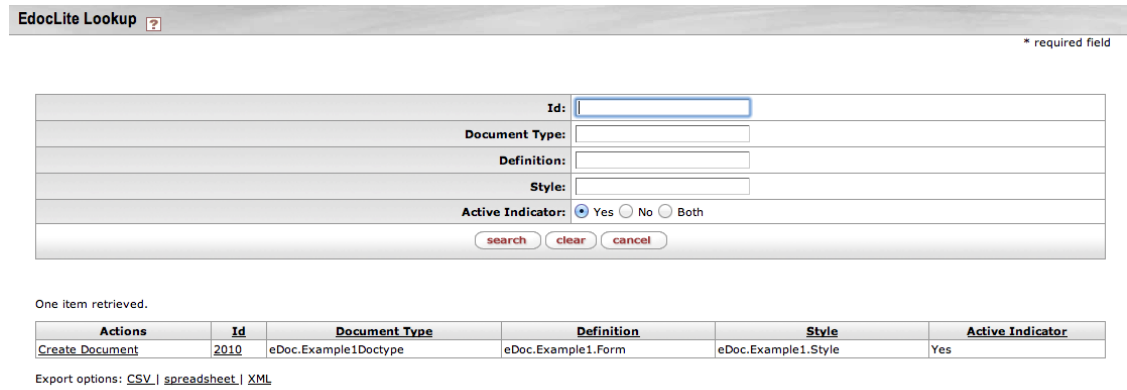 EdocLite Lookup ?
* required field
Id:
Document Type:
Definition:
Style:
Active Indicator: Yes No Both
search clear cancel
One item retrieved.
Actions Id Document Type Definition Style Active Indicator
Create Document 2010 eDoc.Example1Doctype eDoc.Example1.Form eDoc.Example1.Style Yes
Export options: CSV | spreadsheet | XML